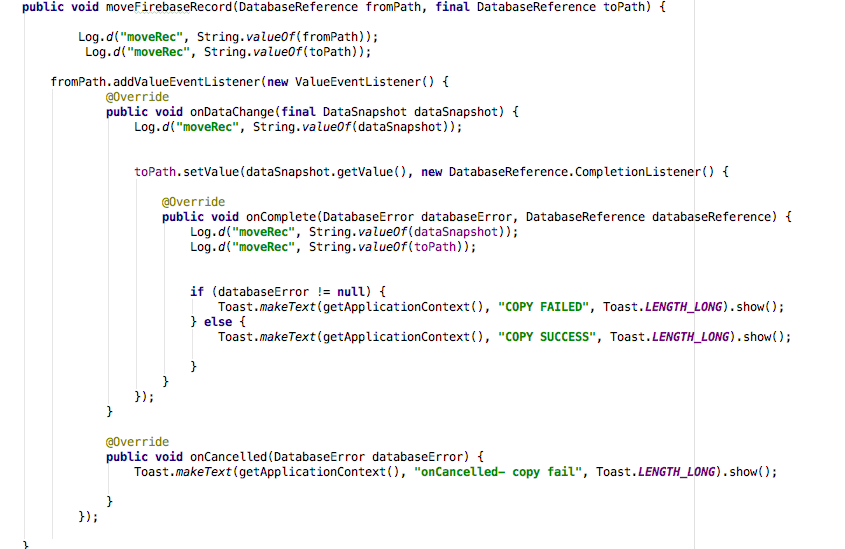 public void moveFirebaseRecord(DatabaseReference fromPath, final DatabaseReference toPath) {
Log.d("moveRec", String.valueOf(fromPath));
Log.d("moveRec", String.valueOf(toPath));
fromPath.addValueEventListener(new ValueEventListener() {
@Override
public void onDataChange(final DataSnapshot dataSnapshot) {
Log.d("moveRec", String.valueOf(dataSnapshot));
toPath.setValue(dataSnapshot.getValue(), new DatabaseReference.CompletionListener() {
@Override
public void onComplete(DatabaseError databaseError, DatabaseReference databaseReference) {
Log.d("moveRec", String.valueOf(dataSnapshot));
Log.d("moveRec", String.valueOf(toPath));
if (databaseError != null) {
Toast.makeText(getApplicationContext(), "COPY FAILED", Toast.LENGTH_LONG).show();
} else {
Toast.makeText(getApplicationContext(), "COPY SUCCESS", Toast.LENGTH_LONG).show();
}
}
});
}
@Override
public void onCancelled(DatabaseError databaseError) {
Toast.makeText(getApplicationContext(), "onCancelled- copy fail", Toast.LENGTH_LONG).show();
}
});
}